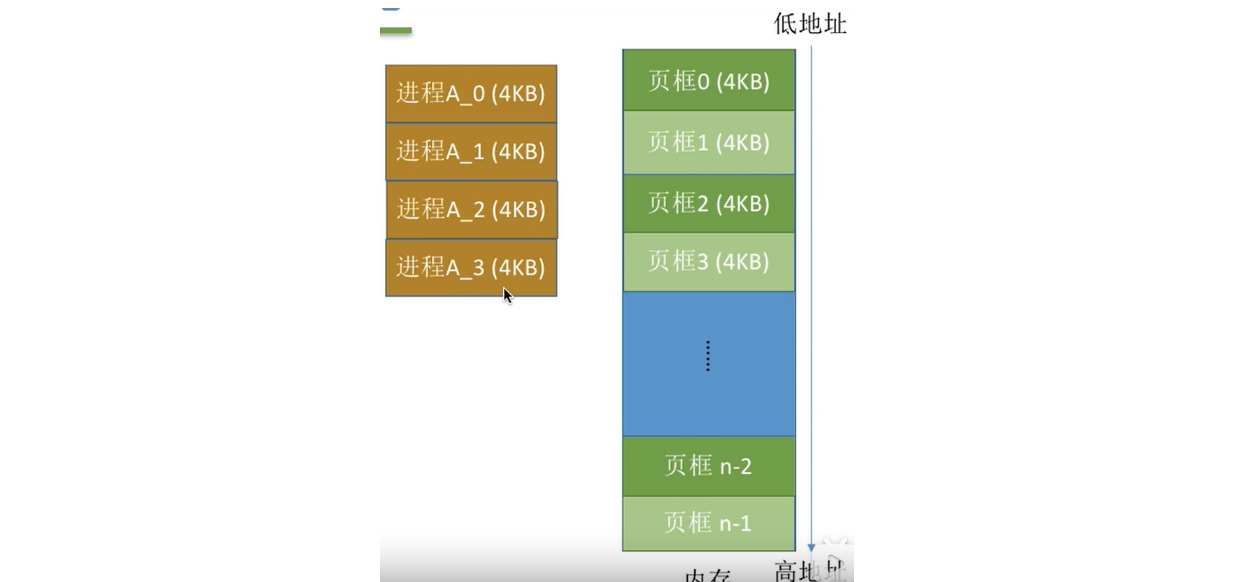 低地址
进程A_0 (4KB)
进程A_1 (4KB)
进程A_2 (4KB)
进程A_3 (4KB)
页框0 (4KB)
页框1 (4KB)
页框2 (4KB)
页框3 (4KB)
⋮
页框 n-2
页框 n-1
内存
高地址